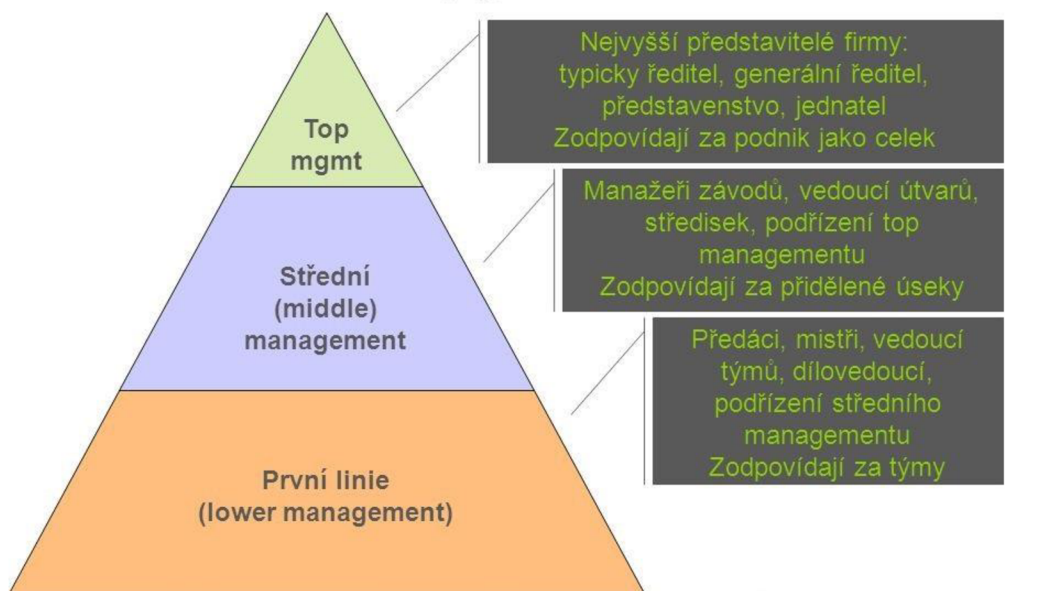 Top
mgmt
Nejvyšší představitelé firmy:
typicky ředitel, generální ředitel,
představenstvo, jednatel
Zodpovídají za podnik jako celek
Střední
(middle)
management
Manažeři závodů, vedoucí útvarů,
středisek, podřízení top
managementu
Zodpovídají za přidělené úseky
První linie
(lower management)
Předáci, mistři, vedoucí
týmů, dílovedoucí,
podřízení středního
managementu
Zodpovídají za týmy